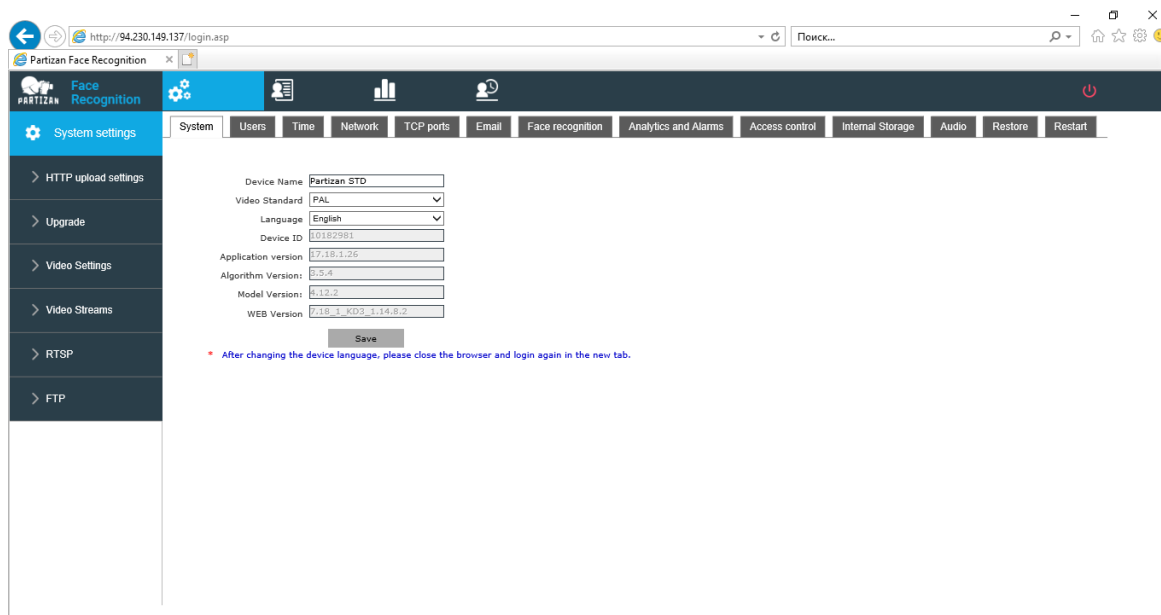 http://94.230.149.137/login.asp
Поиск...
Partizan Face Recognition
PARTIZAN
Face
Recognition
System settings
System Users Time Network TCP ports Email Face recognition Analytics and Alarms Access control Internal Storage Audio Restore Restart
HTTP upload settings
Upgrade
Video Settings
Video Streams
RTSP
FTP
Device Name Partizan STD
Video Standard PAL
Language English
Device ID 10182981
Application version 17.18.1.26
Algorithm Version: 3.5.4
Model Version: 4.12.2
WEB Version 7.18_1_KD3_1.14.8.2
Save
* After changing the device language, please close the browser and login again in the new tab.